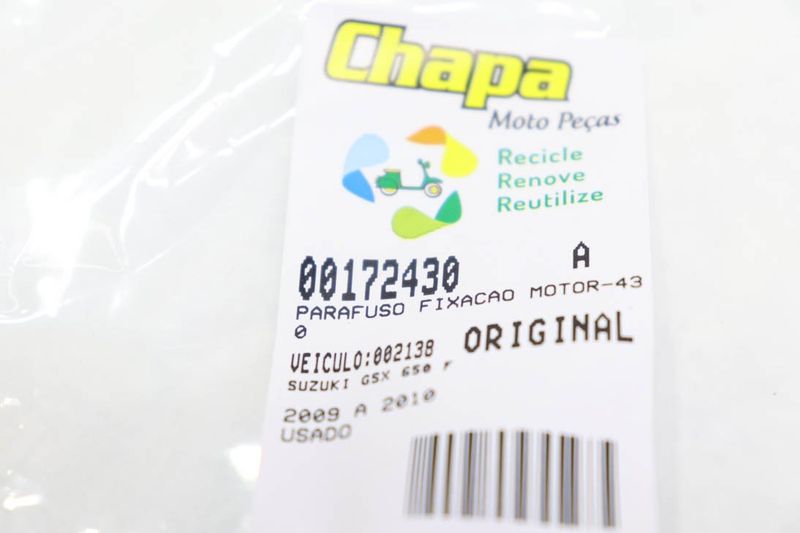 Chapa
Moto Peças
Recicle
Renove
Reutilize
00172430 A
PARAFUSO FIXACAO MOTOR-43
0
VEICULO:002138 ORIGINAL
SUZUKI GSX 650 F
2009 A 2010
USADO